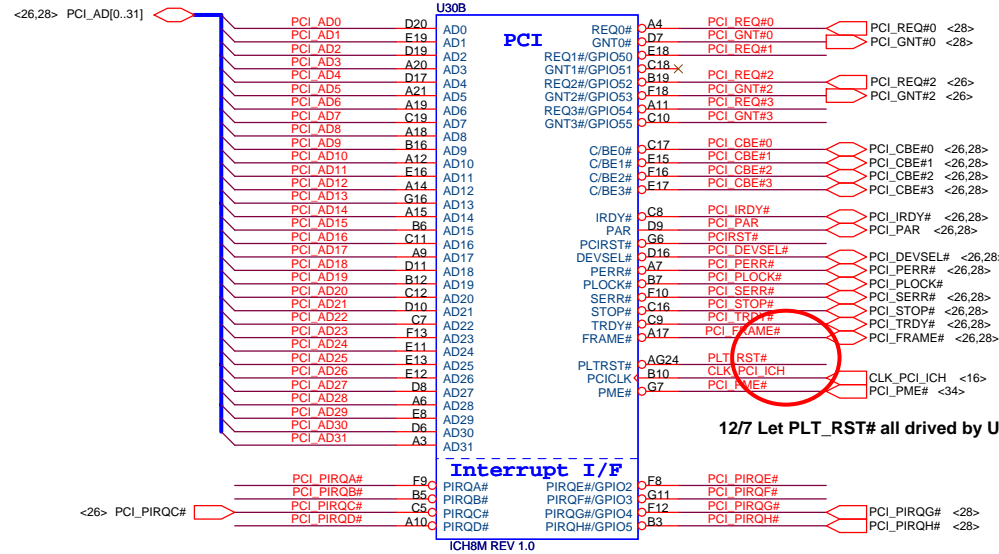 U30B
<26,28> PCI_AD[0..31]
PCI
PCI_AD0 D20 AD0 REQ0# A4 PCI_REQ#0 PCI_REQ#0 <28>
PCI_AD1 E19 AD1 GNT0# D7 PCI_GNT#0 PCI_GNT#0 <28>
PCI_AD2 D19 AD2 REQ1#/GPIO50 E18 PCI_REQ#1
PCI_AD3 A20 AD3 GNT1#/GPIO51 C18
PCI_AD4 D17 AD4 REQ2#/GPIO52 B19 PCI_REQ#2 PCI_REQ#2 <26>
PCI_AD5 A21 AD5 GNT2#/GPIO53 F18 PCI_GNT#2 PCI_GNT#2 <26>
PCI_AD6 A19 AD6 REQ3#/GPIO54 A11 PCI_REQ#3
PCI_AD7 C19 AD7 GNT3#/GPIO55 C10 PCI_GNT#3
PCI_AD8 A18 AD8
PCI_AD9 B16 AD9 C/BE0# C17 PCI_CBE#0 PCI_CBE#0 <26,28>
PCI_AD10 A12 AD10 C/BE1# E15 PCI_CBE#1 PCI_CBE#1 <26,28>
PCI_AD11 E16 AD11 C/BE2# F16 PCI_CBE#2 PCI_CBE#2 <26,28>
PCI_AD12 A14 AD12 C/BE3# E17 PCI_CBE#3 PCI_CBE#3 <26,28>
PCI_AD13 G16 AD13
PCI_AD14 A15 AD14 IRDY# C8 PCI_IRDY# PCI_IRDY# <26,28>
PCI_AD15 B6 AD15 PAR D9 PCI_PAR PCI_PAR <26,28>
PCI_AD16 C11 AD16 PCIRST# G6 PCIRST#
PCI_AD17 A9 AD17 DEVSEL# D16 PCI_DEVSEL# PCI_DEVSEL# <26,28
PCI_AD18 D11 AD18 PERR# A7 PCI_PERR# PCI_PERR# <26,28>
PCI_AD19 B12 AD19 PLOCK# B7 PCI_PLOCK# PCI_PLOCK#
PCI_AD20 C12 AD20 SERR# F10 PCI_SERR# PCI_SERR# <26,28>
PCI_AD21 D10 AD21 STOP# C16 PCI_STOP# PCI_STOP# <26,28>
PCI_AD22 C7 AD22 TRDY# C9 PCI_TRDY# PCI_TRDY# <26,28>
PCI_AD23 F13 AD23 FRAME# A17 PCI_FRAME# PCI_FRAME# <26,28>
PCI_AD24 E11 AD24
PCI_AD25 E13 AD25 PLTRST# AG24 PLT_RST#
PCI_AD26 E12 AD26 PCICLK B10 CLK_PCI_ICH CLK_PCI_ICH <16>
PCI_AD27 D8 AD27 PME# G7 PCI_PME# PCI_PME# <34>
PCI_AD28 A6 AD28
PCI_AD29 E8 AD29
PCI_AD30 D6 AD30
PCI_AD31 A3 AD31
12/7 Let PLT_RST# all drived by U
Interrupt I/F
PCI_PIRQA# F9 PIRQA# PIRQE#/GPIO2 F8 PCI_PIRQE#
PCI_PIRQB# B5 PIRQB# PIRQF#/GPIO3 G11 PCI_PIRQF#
<26> PCI_PIRQC# PCI_PIRQC# C5 PIRQC# PIRQG#/GPIO4 F12 PCI_PIRQG# PCI_PIRQG# <28>
PCI_PIRQD# A10 PIRQD# PIRQH#/GPIO5 B3 PCI_PIRQH# PCI_PIRQH# <28>
ICH8M REV 1.0